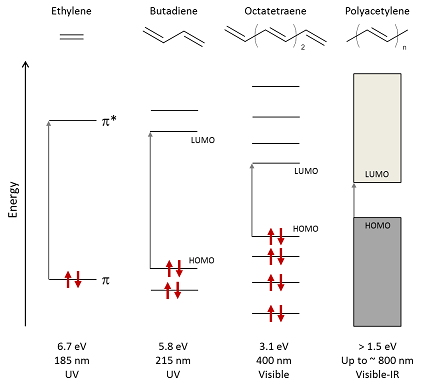 Ethylene
Butadiene
Octatetraene
Polyacetylene
2
n
Energy
π*
π
LUMO
HOMO
LUMO
HOMO
LUMO
HOMO
6.7 eV
185 nm
UV
5.8 eV
215 nm
UV
3.1 eV
400 nm
Visible
> 1.5 eV
Up to ~ 800 nm
Visible-IR